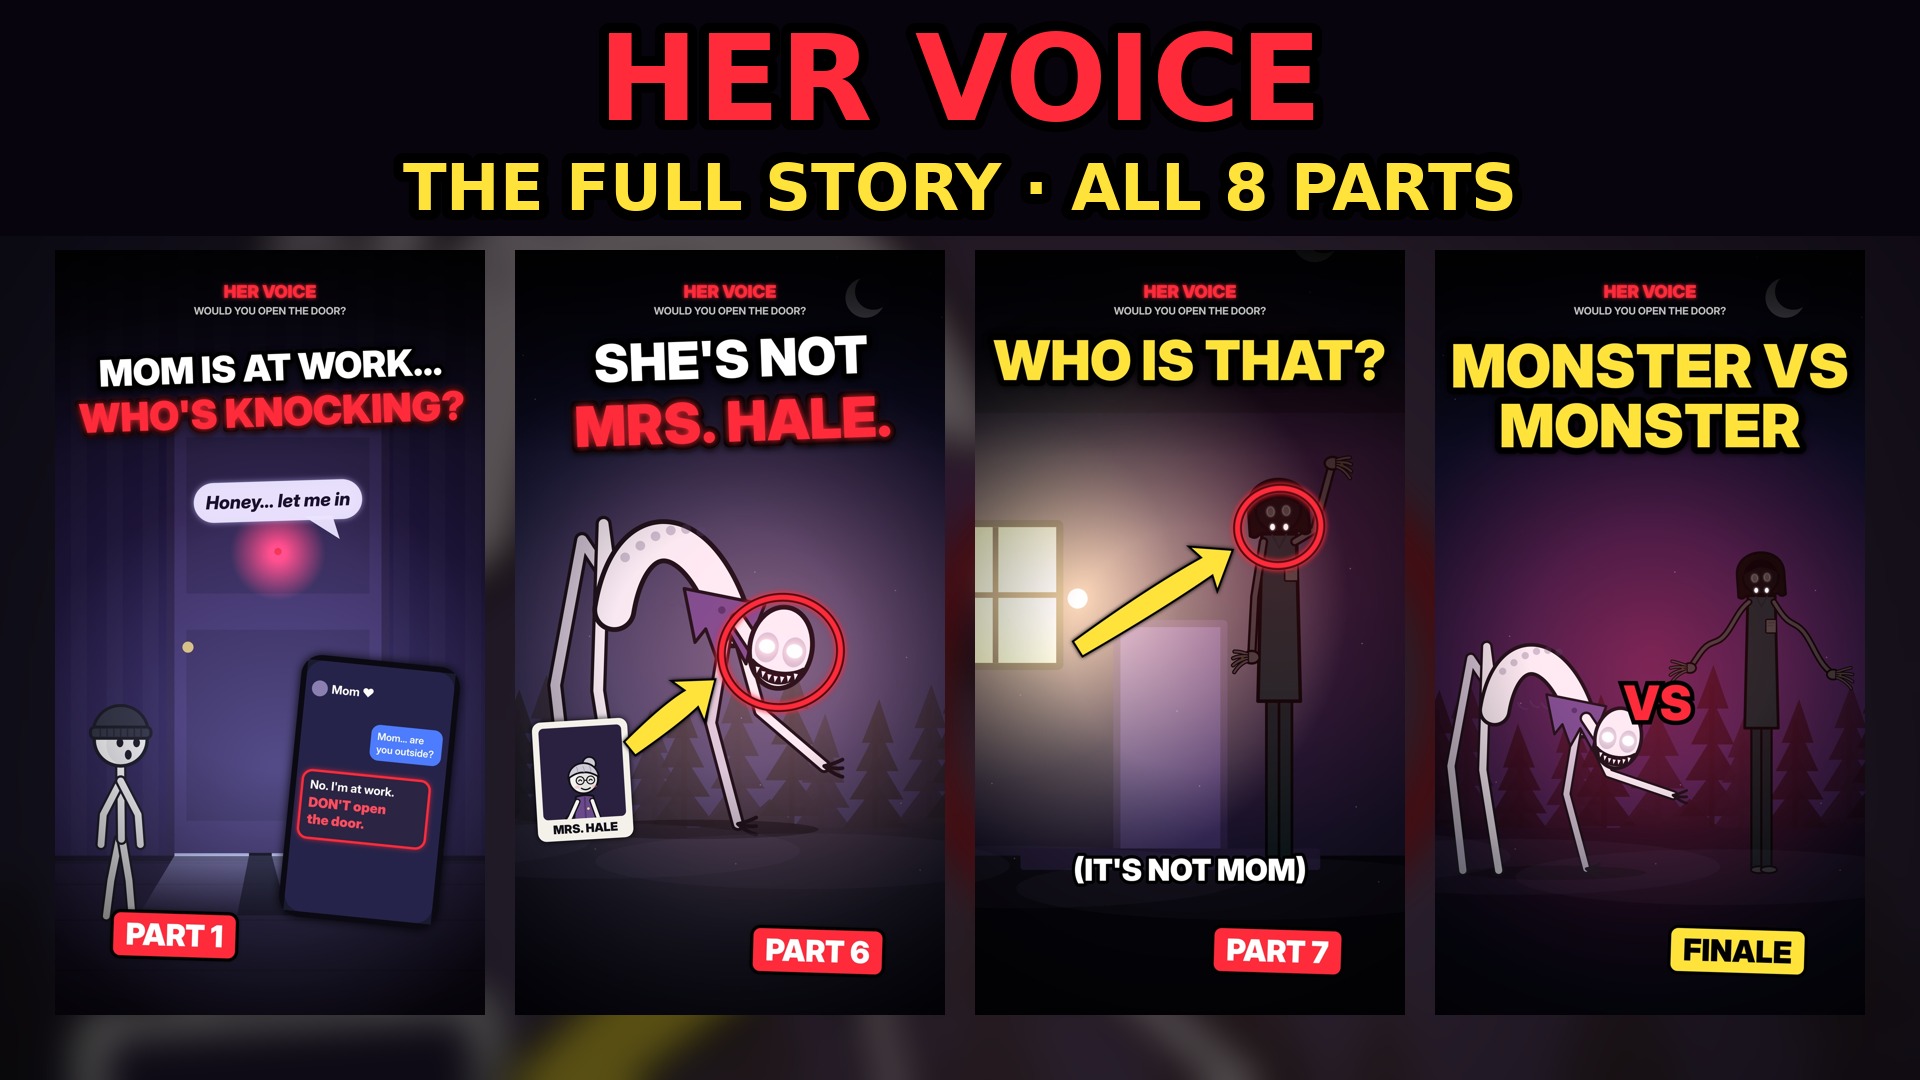 HER VOICE
THE FULL STORY · ALL 8 PARTS
HER VOICE
WOULD YOU OPEN THE DOOR?
MOM IS AT WORK...
WHO'S KNOCKING?
Honey... let me in
Mom ♥
Mom... are
you outside?
No. I'm at work.
DON'T open
the door.
PART 1
HER VOICE
WOULD YOU OPEN THE DOOR?
SHE'S NOT
MRS. HALE.
MRS. HALE
PART 6
HER VOICE
WOULD YOU OPEN THE DOOR?
WHO IS THAT?
(IT'S NOT MOM)
PART 7
HER VOICE
WOULD YOU OPEN THE DOOR?
MONSTER VS
MONSTER
VS
FINALE